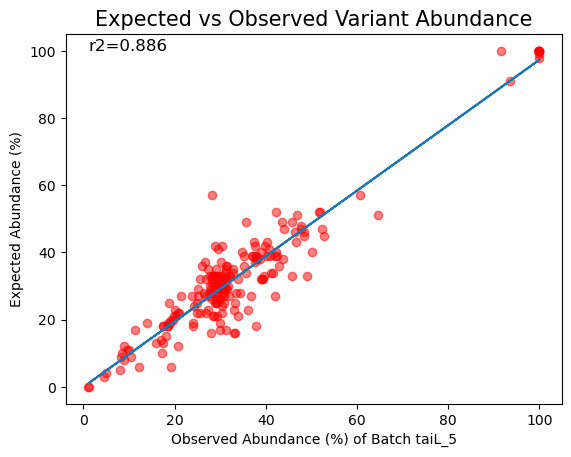 Expected vs Observed Variant Abundance
r2=0.886
100
80
60
40
20
0
Expected Abundance (%)
0 20 40 60 80 100
Observed Abundance (%) of Batch taiL_5